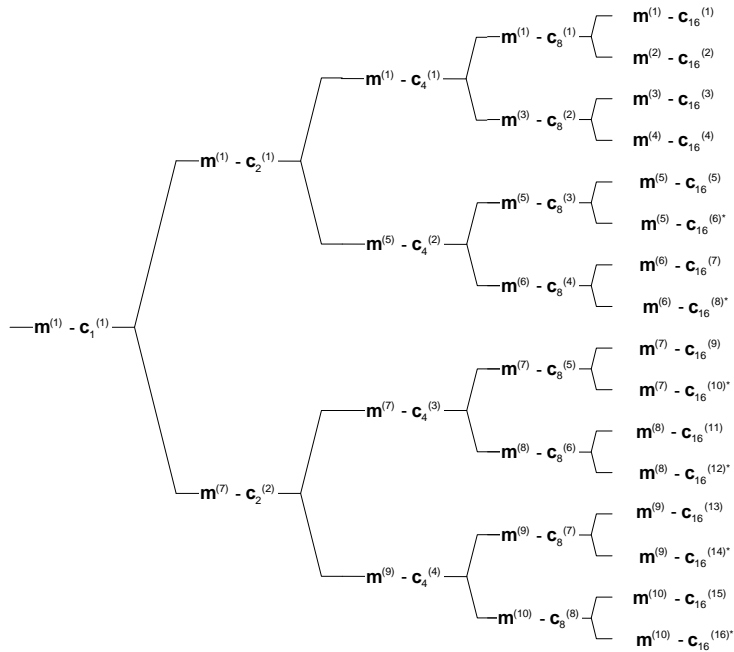 m(1) - c16(1)
m(1) - c8(1)
m(2) - c16(2)
m(1) - c4(1)
m(3) - c16(3)
m(3) - c8(2)
m(4) - c16(4)
m(1) - c2(1)
m(5) - c16(5)
m(5) - c8(3)
m(5) - c16(6)*
m(5) - c4(2)
m(6) - c16(7)
m(6) - c8(4)
m(6) - c16(8)*
m(1) - c1(1)
m(7) - c16(9)
m(7) - c8(5)
m(7) - c16(10)*
m(7) - c4(3)
m(8) - c16(11)
m(8) - c8(6)
m(8) - c16(12)*
m(7) - c2(2)
m(9) - c16(13)
m(9) - c8(7)
m(9) - c16(14)*
m(9) - c4(4)
m(10) - c16(15)
m(10) - c8(8)
m(10) - c16(16)*